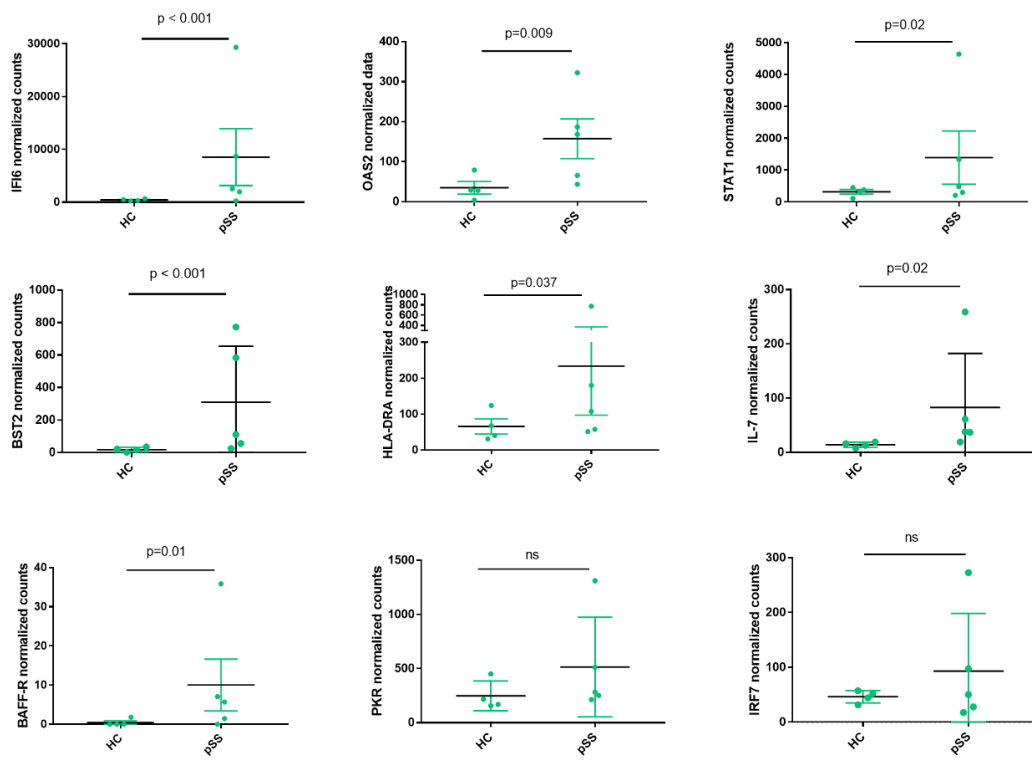 p < 0.001
IFI6 normalized counts
30000
20000
10000
0
HC
pSS
p=0.009
OAS2 normalized data
400
300
200
100
0
HC
pSS
p=0.02
STAT1 normalized counts
5000
4000
3000
2000
1000
0
HC
pSS
p < 0.001
BST2 normalized counts
1000
800
600
400
200
0
HC
pSS
p=0.037
HLA-DRA normalized counts
1000
800
600
400
300
200
100
0
HC
pSS
p=0.02
IL-7 normalized counts
300
200
100
0
HC
pSS
p=0.01
BAFF-R normalized counts
40
30
20
10
0
HC
pSS
ns
PKR normalized counts
1500
1000
500
0
HC
pSS
ns
IRF7 normalized counts
300
200
100
0
HC
pSS